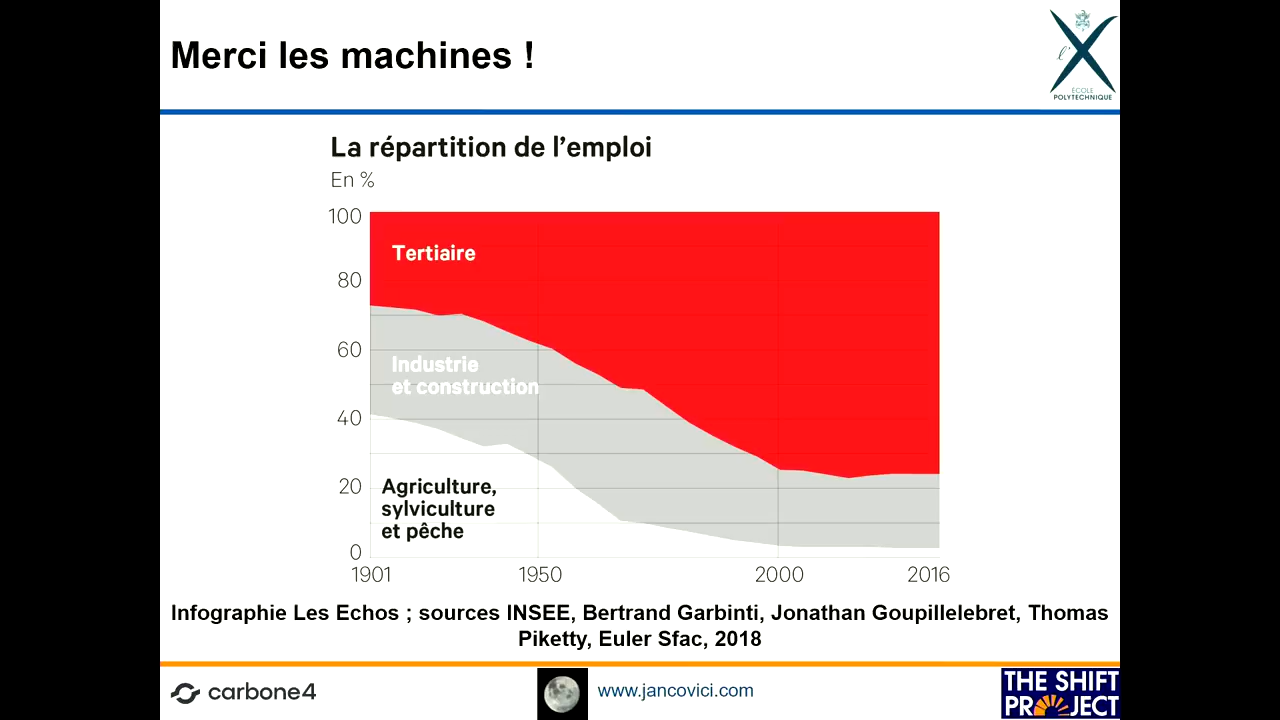 Merci les machines !
l'X
ÉCOLE
POLYTECHNIQUE
La répartition de l'emploi
En %
100
80
60
40
20
0
Tertiaire
Industrie
et construction
Agriculture,
sylviculture
et pêche
1901
1950
2000
2016
Infographie Les Echos ; sources INSEE, Bertrand Garbinti, Jonathan Goupillelebret, Thomas
Piketty, Euler Sfac, 2018
carbone4
www.jancovici.com
THE SHIFT
PROJECT